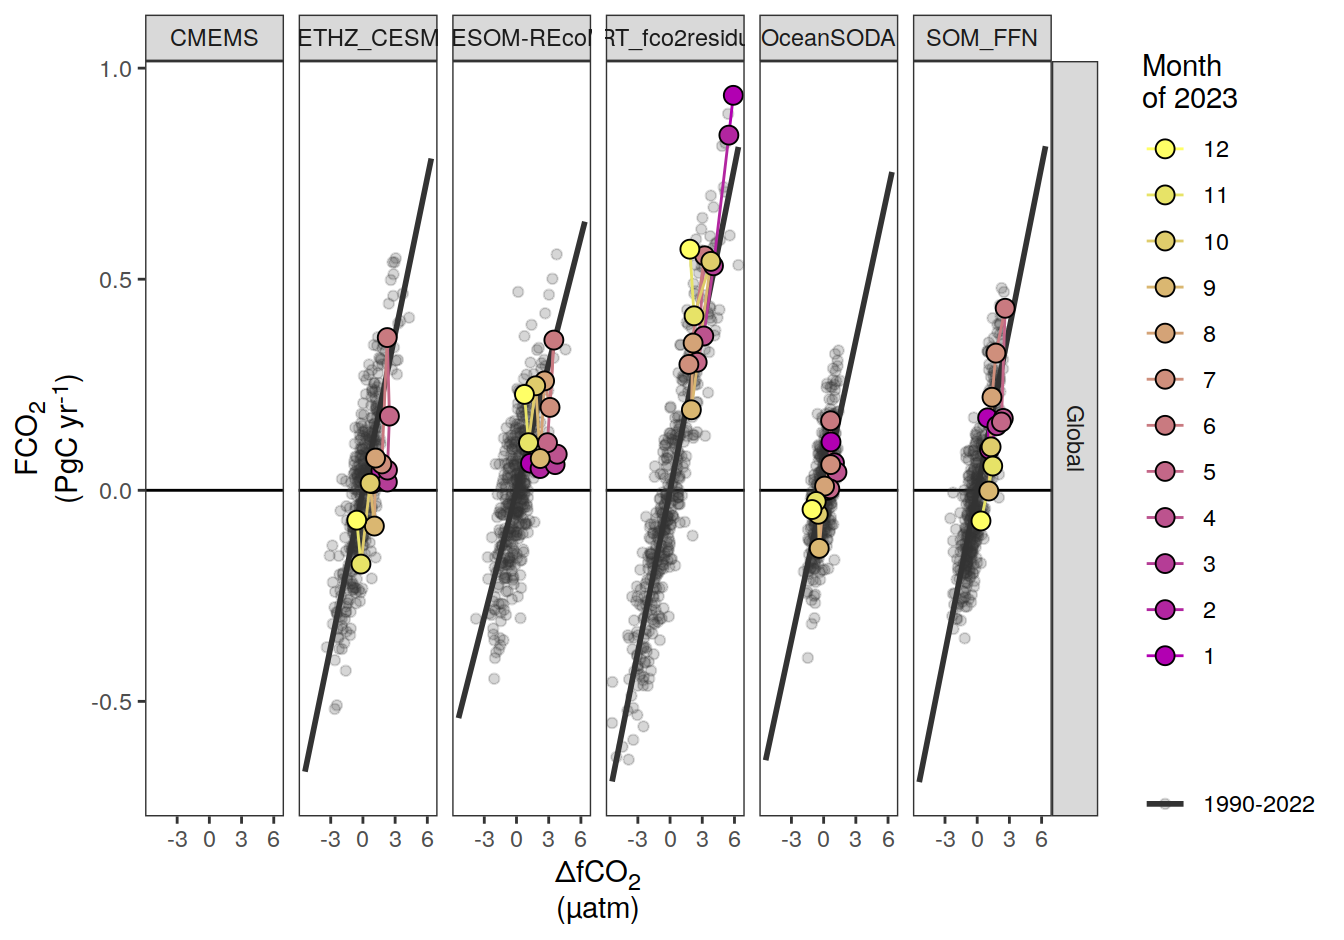 CMEMS ETHZ_CESM ESOM-REcoM RT_fco2residu OceanSODA SOM_FFN
Global
1.0
0.5
0.0
-0.5
FCO₂
(PgC yr⁻¹)
-3 0 3 6 -3 0 3 6 -3 0 3 6 -3 0 3 6 -3 0 3 6 -3 0 3 6
ΔfCO₂
(µatm)
Month
of 2023
12
11
10
9
8
7
6
5
4
3
2
1
1990-2022